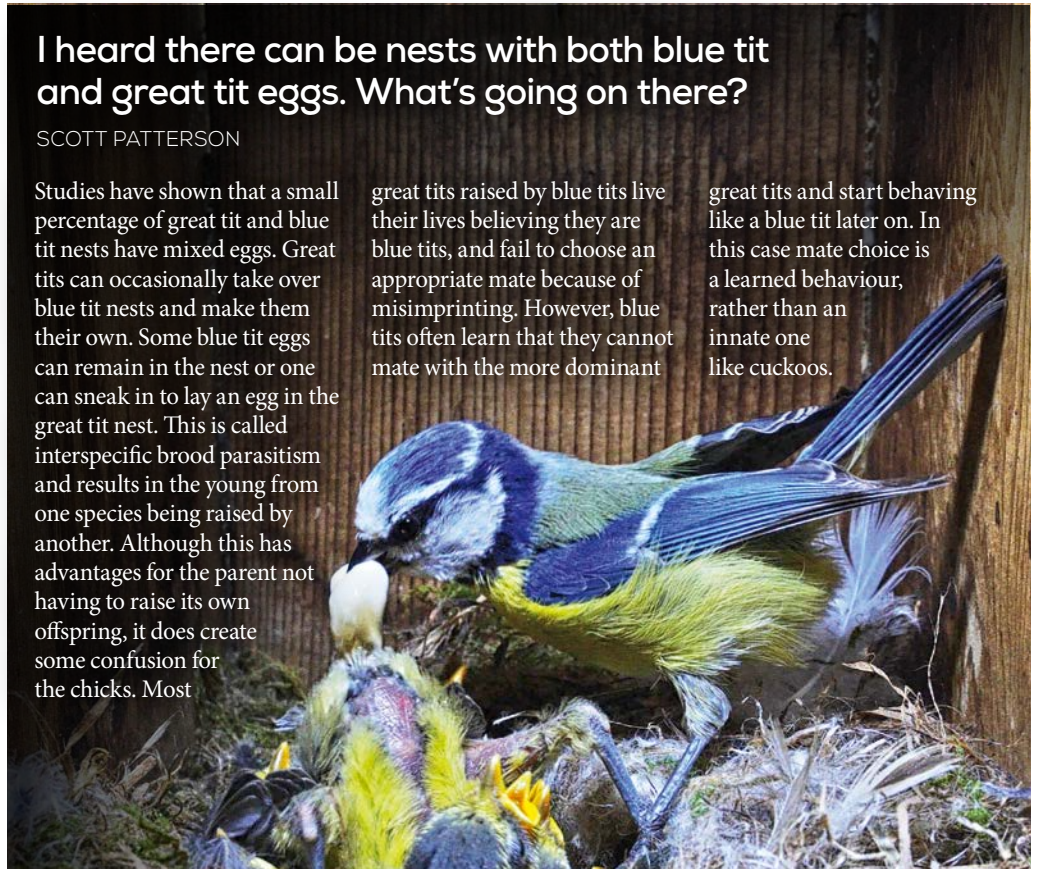 I heard there can be nests with both blue tit
and great tit eggs. What’s going on there?
SCOTT PATTERSON
Studies have shown that a small
percentage of great tit and blue
tit nests have mixed eggs. Great
tits can occasionally take over
blue tit nests and make them
their own. Some blue tit eggs
can remain in the nest or one
can sneak in to lay an egg in the
great tit nest. This is called
interspecific brood parasitism
and results in the young from
one species being raised by
another. Although this has
advantages for the parent not
having to raise its own
offspring, it does create
some confusion for
the chicks. Most
great tits raised by blue tits live
their lives believing they are
blue tits, and fail to choose an
appropriate mate because of
misimprinting. However, blue
tits often learn that they cannot
mate with the more dominant
great tits and start behaving
like a blue tit later on. In
this case mate choice is
a learned behaviour,
rather than an
innate one
like cuckoos.